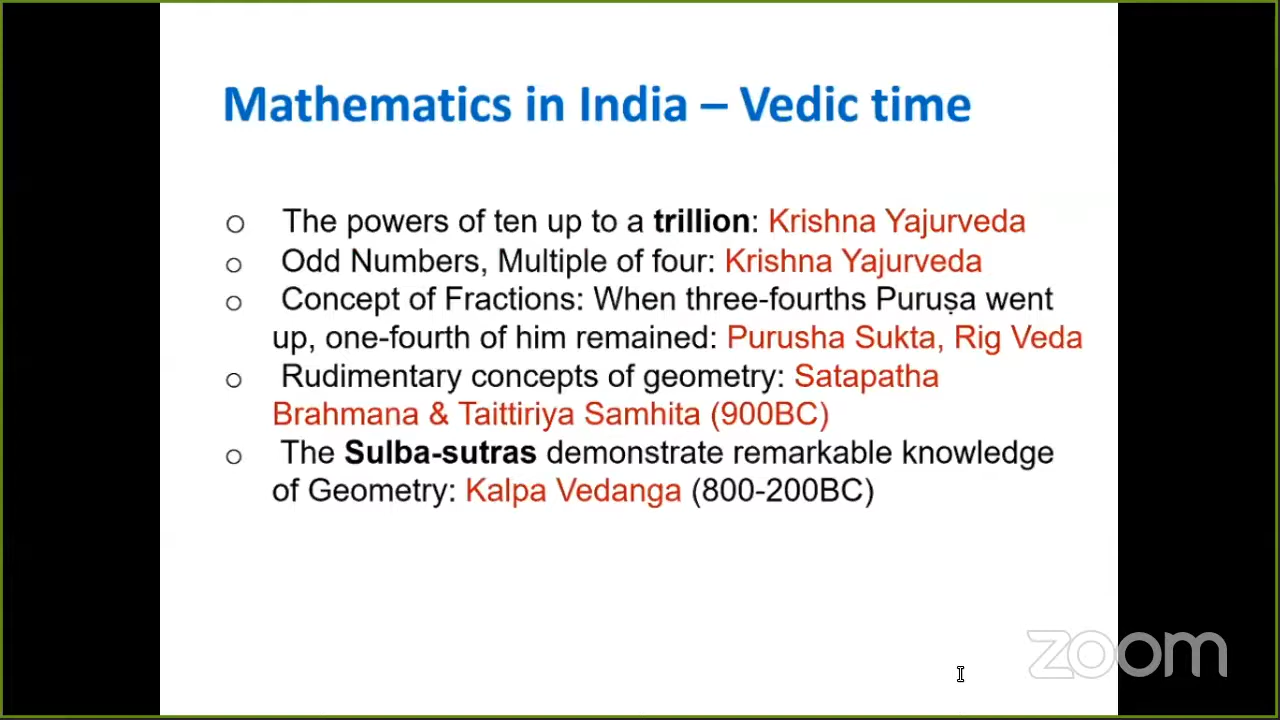 Mathematics in India – Vedic time
o The powers of ten up to a trillion: Krishna Yajurveda
o Odd Numbers, Multiple of four: Krishna Yajurveda
o Concept of Fractions: When three-fourths Puruṣa went
up, one-fourth of him remained: Purusha Sukta, Rig Veda
o Rudimentary concepts of geometry: Satapatha
Brahmana & Taittiriya Samhita (900BC)
o The Sulba-sutras demonstrate remarkable knowledge
of Geometry: Kalpa Vedanga (800-200BC)
zoom